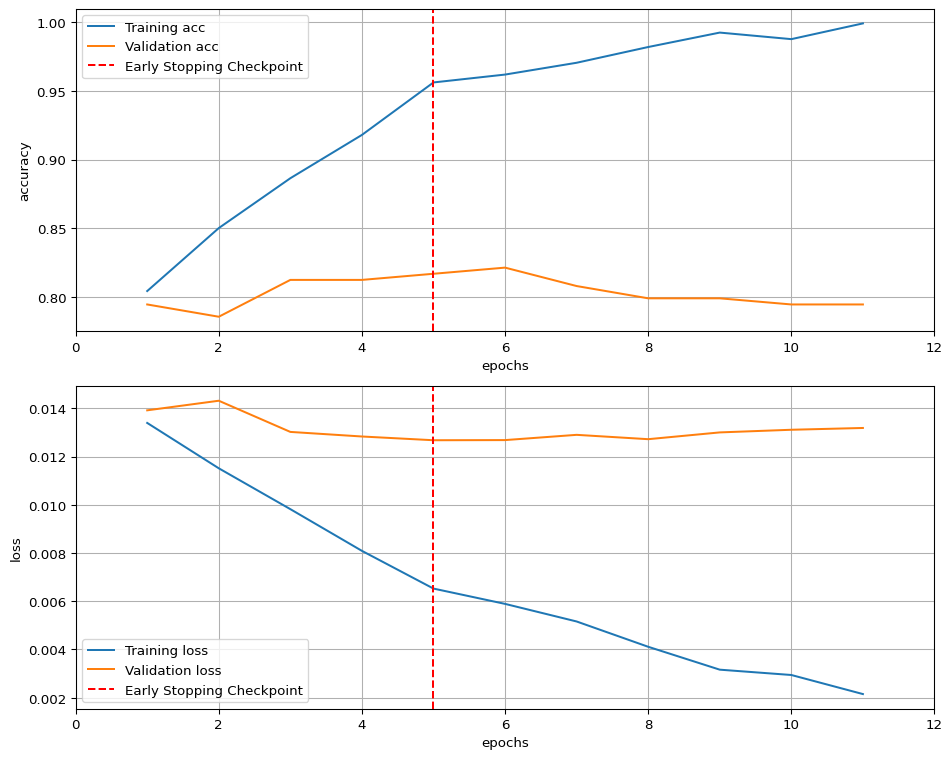 Training acc
Validation acc
Early Stopping Checkpoint
1.00
0.95
0.90
0.85
0.80
accuracy
0 2 4 6 8 10 12
epochs
0.014
0.012
0.010
0.008
0.006
0.004
0.002
loss
Training loss
Validation loss
Early Stopping Checkpoint
0 2 4 6 8 10 12
epochs